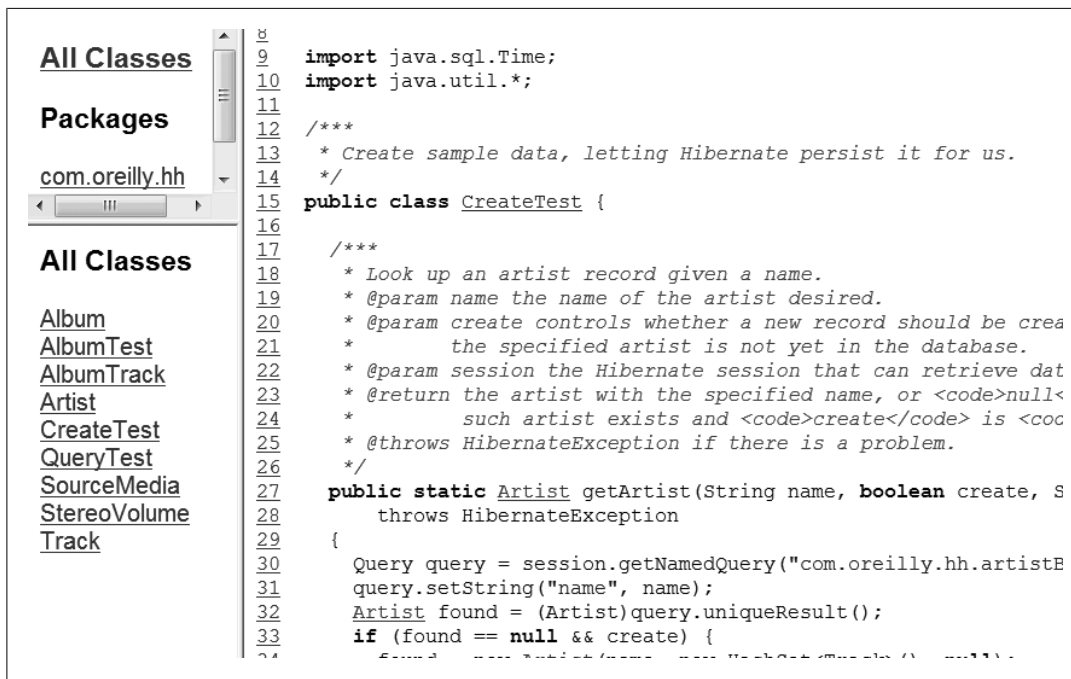 All Classes
Packages
com.oreilly.hh
All Classes
Album
AlbumTest
AlbumTrack
Artist
CreateTest
QueryTest
SourceMedia
StereoVolume
Track
8
9 import java.sql.Time;
10 import java.util.*;
11
12 /***
13 * Create sample data, letting Hibernate persist it for us.
14 */
15 public class CreateTest {
16
17 /***
18 * Look up an artist record given a name.
19 * @param name the name of the artist desired.
20 * @param create controls whether a new record should be crea
21 * the specified artist is not yet in the database.
22 * @param session the Hibernate session that can retrieve dat
23 * @return the artist with the specified name, or <code>null<
24 * such artist exists and <code>create</code> is <cod
25 * @throws HibernateException if there is a problem.
26 */
27 public static Artist getArtist(String name, boolean create, S
28 throws HibernateException
29 {
30 Query query = session.getNamedQuery("com.oreilly.hh.artistB
31 query.setString("name", name);
32 Artist found = (Artist)query.uniqueResult();
33 if (found == null && create) {